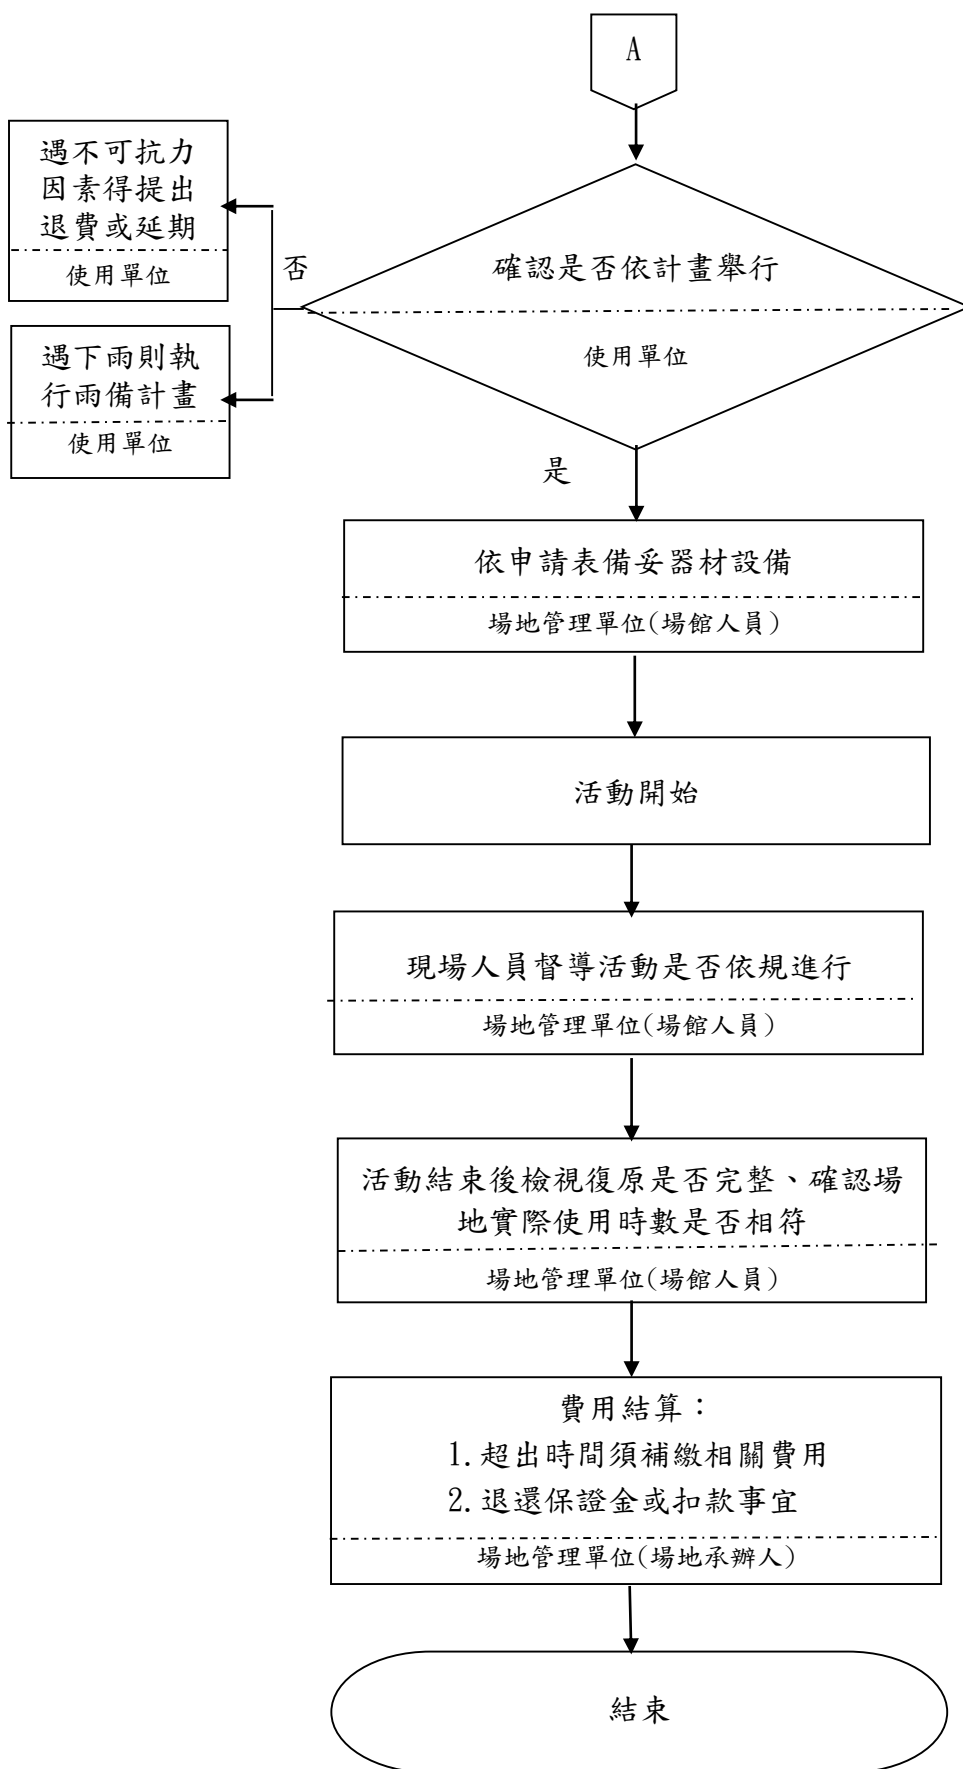 A
遇不可抗力
因素得提出
退費或延期
使用單位
否
確認是否依計畫舉行
使用單位
遇下雨則執
行雨備計畫
使用單位
是
依申請表備妥器材設備
場地管理單位(場館人員)
活動開始
現場人員督導活動是否依規進行
場地管理單位(場館人員)
活動結束後檢視復原是否完整、確認場
地實際使用時數是否相符
場地管理單位(場館人員)
費用結算：
1.超出時間須補繳相關費用
2.退還保證金或扣款事宜
場地管理單位(場地承辦人)
結束